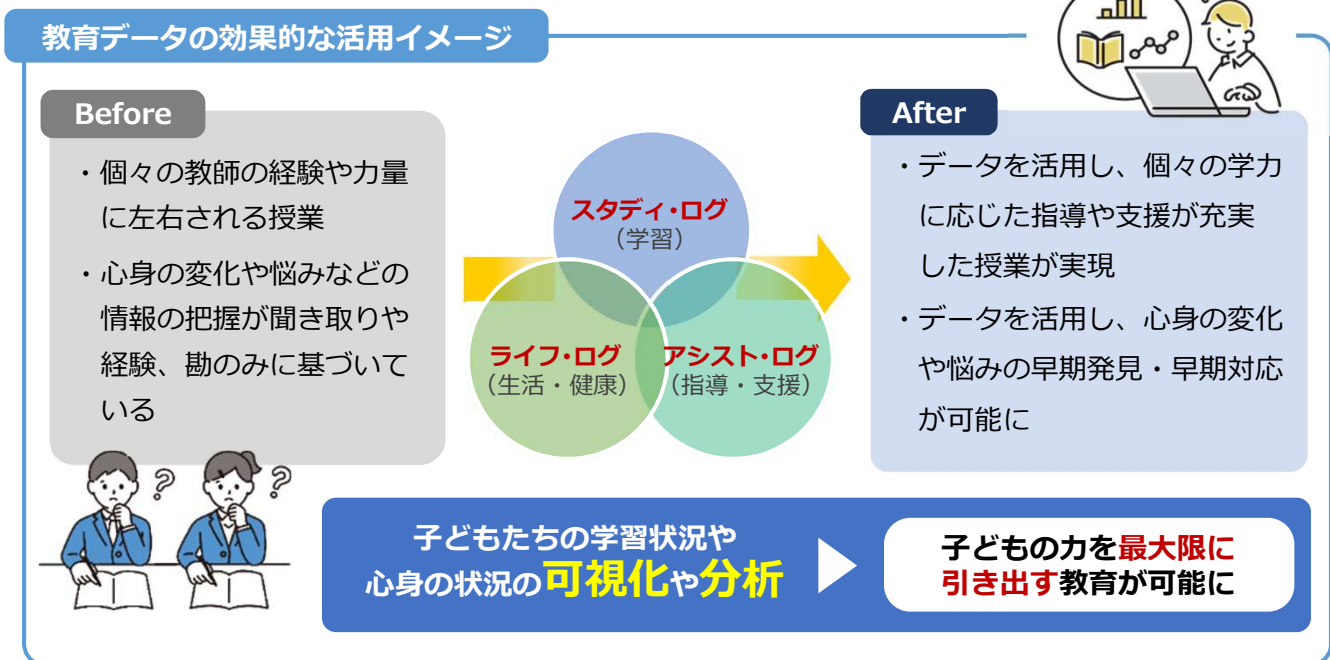 教育データの効果的な活用イメージ
Before
・個々の教師の経験や力量
に左右される授業
・心身の変化や悩みなどの
情報の把握が聞き取りや
経験、勘のみに基づいて
いる
スタディ・ログ
（学習）
ライフ・ログ
（生活・健康）
アシスト・ログ
（指導・支援）
After
・データを活用し、個々の学力
に応じた指導や支援が充実
した授業が実現
・データを活用し、心身の変化
や悩みの早期発見・早期対応
が可能に
? ?
子どもたちの学習状況や
心身の状況の可視化や分析
子どもの力を最大限に
引き出す教育が可能に